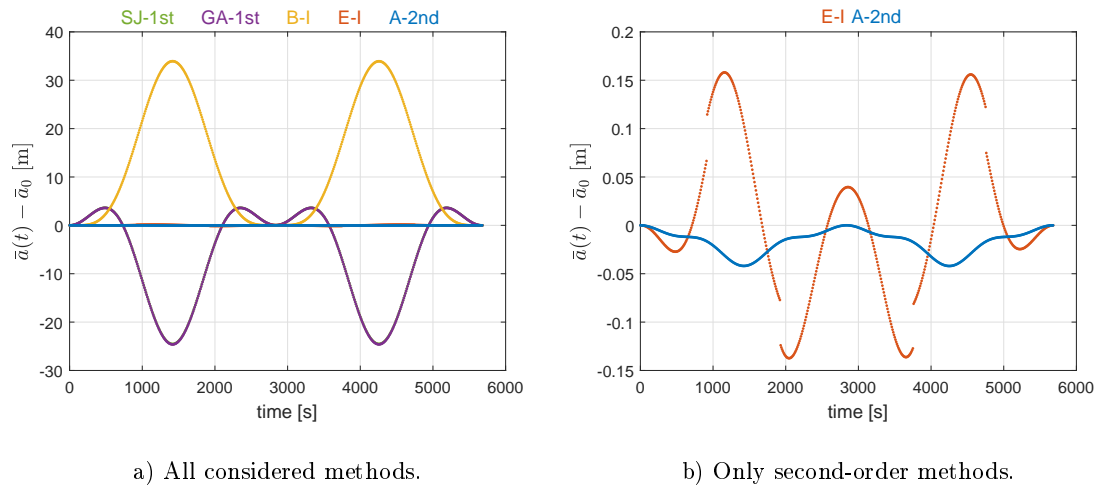 SJ-1st GA-1st B-I E-I A-2nd
40
30
20
10
0
-10
-20
-30
0 1000 2000 3000 4000 5000 6000
ā(t) − ā₀ [m]
time [s]
a) All considered methods.
E-I A-2nd
0.2
0.15
0.1
0.05
0
-0.05
-0.1
-0.15
0 1000 2000 3000 4000 5000 6000
ā(t) − ā₀ [m]
time [s]
b) Only second-order methods.